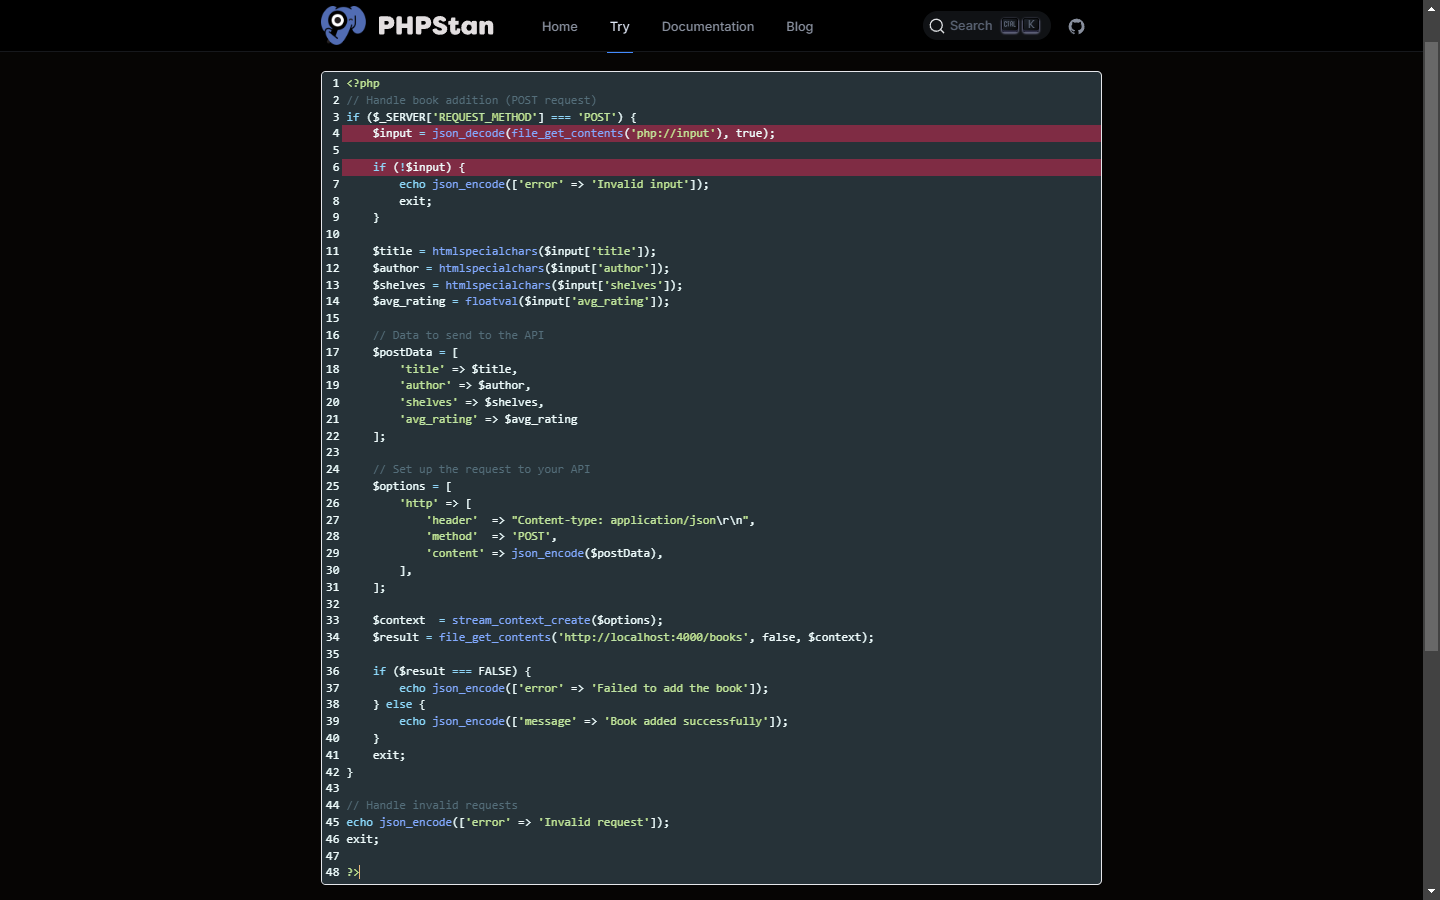 PHPStan
Home Try Documentation Blog Search CTRL K
1 <?php
2 // Handle book addition (POST request)
3 if ($_SERVER['REQUEST_METHOD'] === 'POST') {
4     $input = json_decode(file_get_contents('php://input'), true);
5
6     if (!$input) {
7         echo json_encode(['error' => 'Invalid input']);
8         exit;
9     }
10
11     $title = htmlspecialchars($input['title']);
12     $author = htmlspecialchars($input['author']);
13     $shelves = htmlspecialchars($input['shelves']);
14     $avg_rating = floatval($input['avg_rating']);
15
16     // Data to send to the API
17     $postData = [
18         'title' => $title,
19         'author' => $author,
20         'shelves' => $shelves,
21         'avg_rating' => $avg_rating
22     ];
23
24     // Set up the request to your API
25     $options = [
26         'http' => [
27             'header'  => "Content-type: application/json\r\n",
28             'method'  => 'POST',
29             'content' => json_encode($postData),
30         ],
31     ];
32
33     $context  = stream_context_create($options);
34     $result = file_get_contents('http://localhost:4000/books', false, $context);
35
36     if ($result === FALSE) {
37         echo json_encode(['error' => 'Failed to add the book']);
38     } else {
39         echo json_encode(['message' => 'Book added successfully']);
40     }
41     exit;
42 }
43
44 // Handle invalid requests
45 echo json_encode(['error' => 'Invalid request']);
46 exit;
47
48 ?>